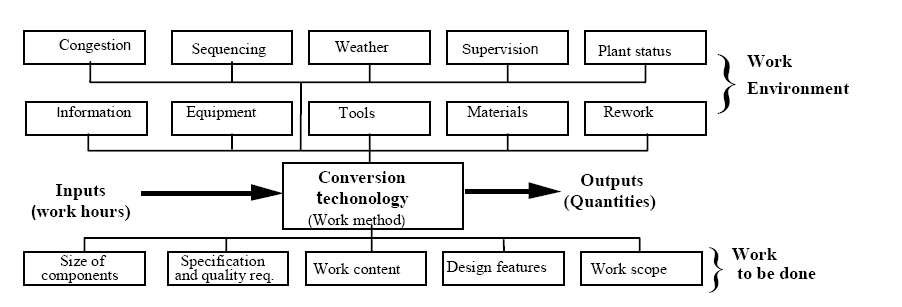 Congestion
Sequencing
Weather
Supervision
Plant status
Work
Environment
Information
Equipment
Tools
Materials
Rework
Inputs
(work hours)
Conversion
techonology
(Work method)
Outputs
(Quantities)
Size of
components
Specification
and quality req.
Work content
Design features
Work scope
Work
to be done